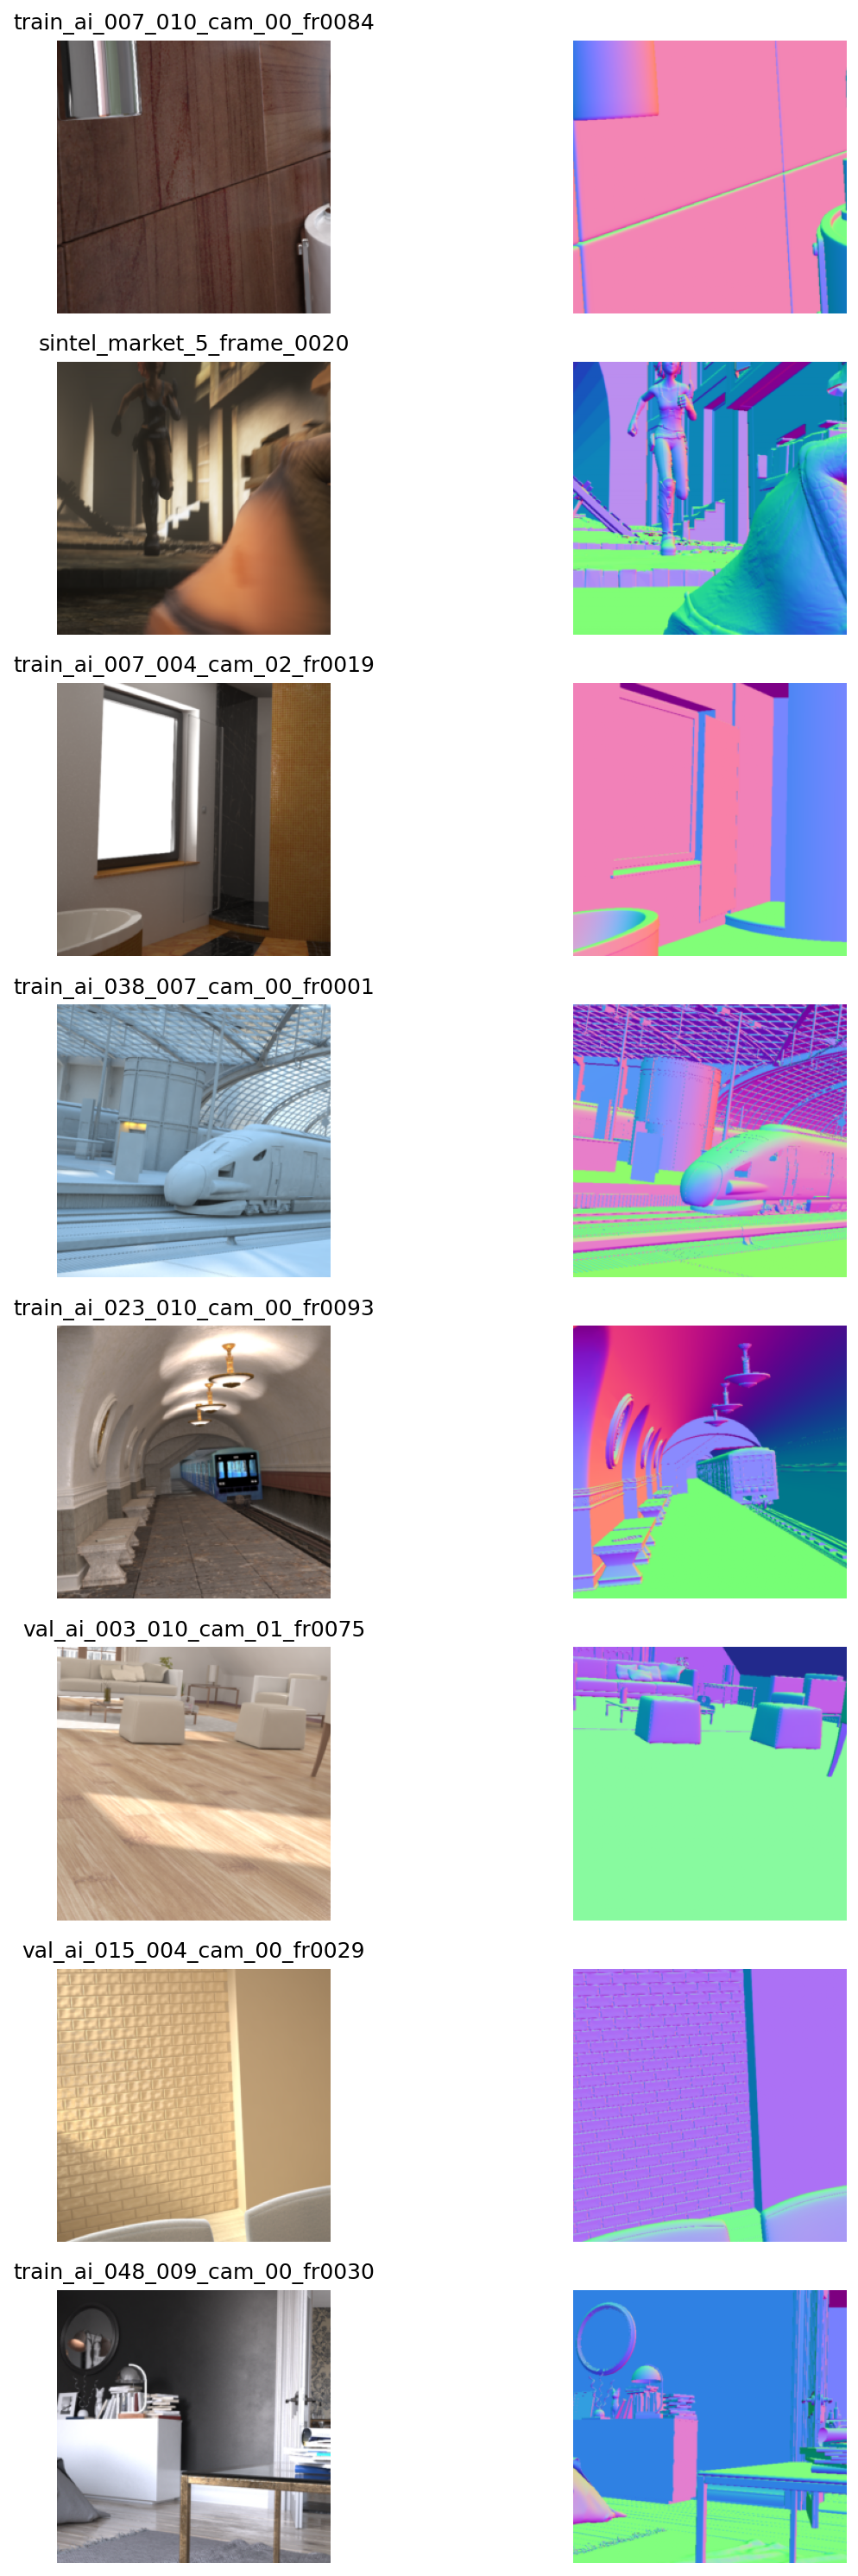 train_ai_007_010_cam_00_fr0084
sintel_market_5_frame_0020
train_ai_007_004_cam_02_fr0019
train_ai_038_007_cam_00_fr0001
train_ai_023_010_cam_00_fr0093
val_ai_003_010_cam_01_fr0075
val_ai_015_004_cam_00_fr0029
train_ai_048_009_cam_00_fr0030